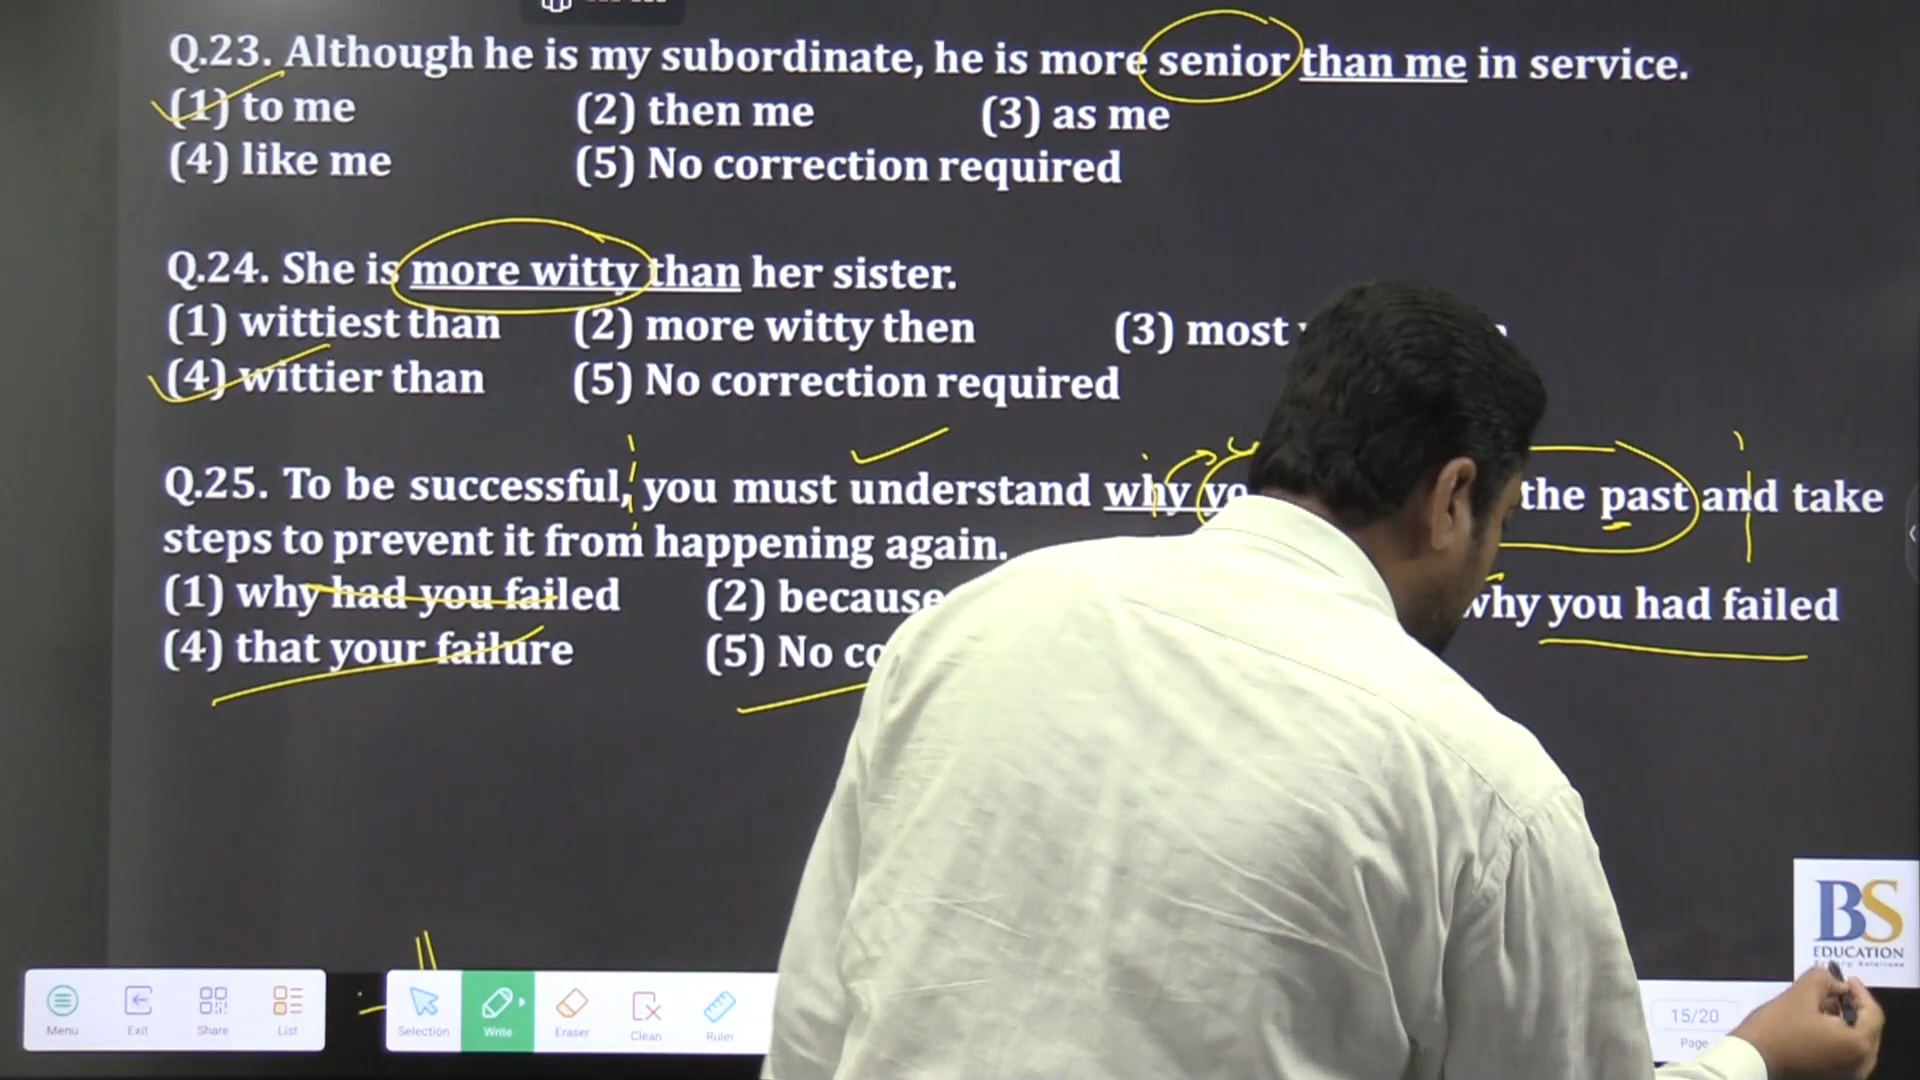 Q.23. Although he is my subordinate, he is more senior than me in service.
(1) to me (2) then me (3) as me
(4) like me (5) No correction required
Q.24. She is more witty than her sister.
(1) wittiest than (2) more witty then (3) most
(4) wittier than (5) No correction required
Q.25. To be successful, you must understand why the past and take
steps to prevent it from happening again.
(1) why had you failed (2) because why you had failed
(4) that your failure (5) No
BS
EDUCATION
Menu Exit Share List Selection Write Eraser Clean Ruler
15/20
Page